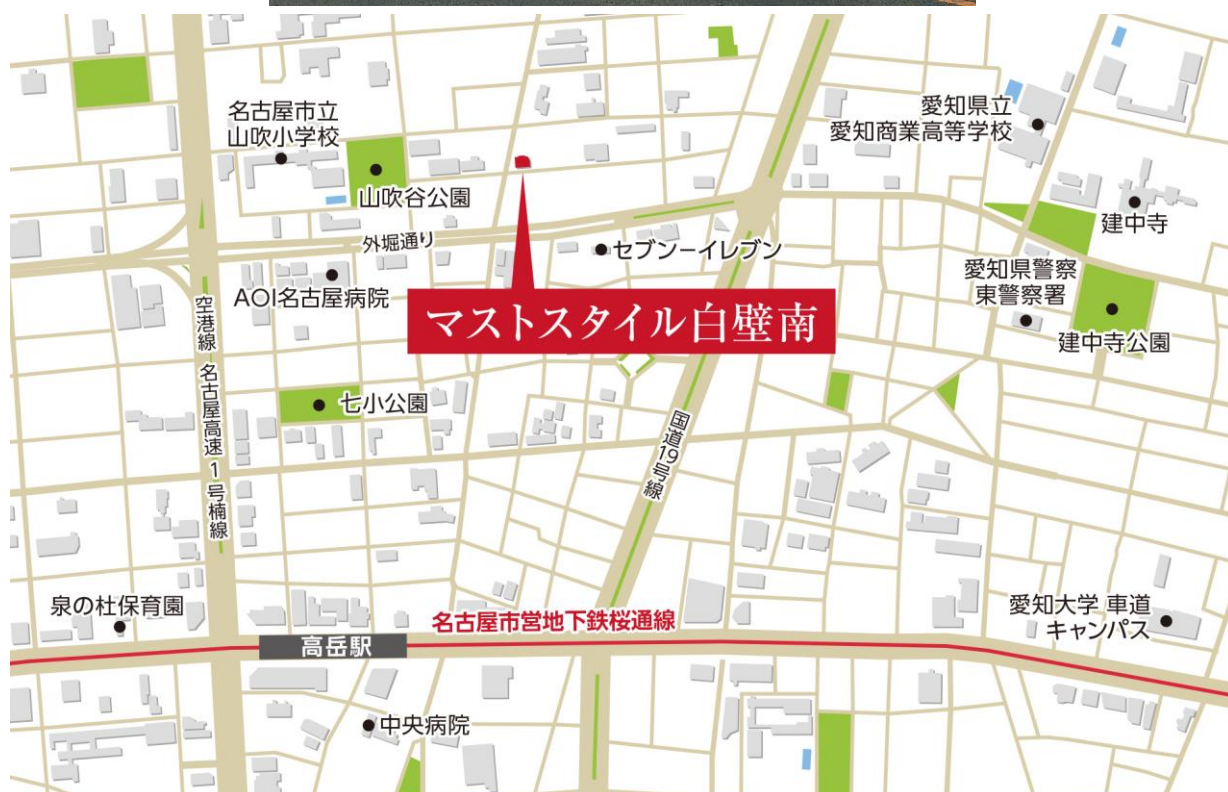 名古屋市立
山吹小学校
愛知県立
愛知商業高等学校
山吹谷公園
建中寺
外堀通り
セブン−イレブン
AOI名古屋病院
愛知県警察
東警察署
マストスタイル白壁南
建中寺公園
空港線 名古屋高速 1 号楠線
七小公園
国道19号線
泉の杜保育園
名古屋市営地下鉄桜通線
愛知大学 車道
キャンパス
高岳駅
中央病院